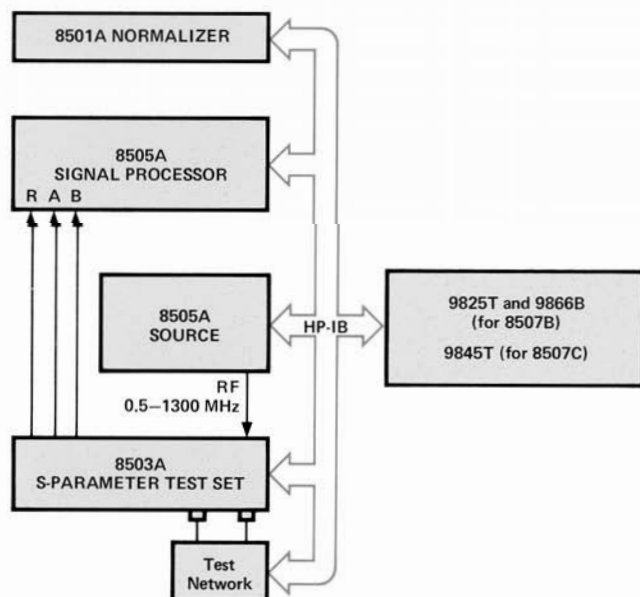 8501A NORMALIZER
8505A
SIGNAL PROCESSOR
R A B
8505A
SOURCE
HP-IB
9825T and 9866B
(for 8507B)
9845T (for 8507C)
RF
0.5–1300 MHz
8503A
S-PARAMETER TEST SET
Test
Network